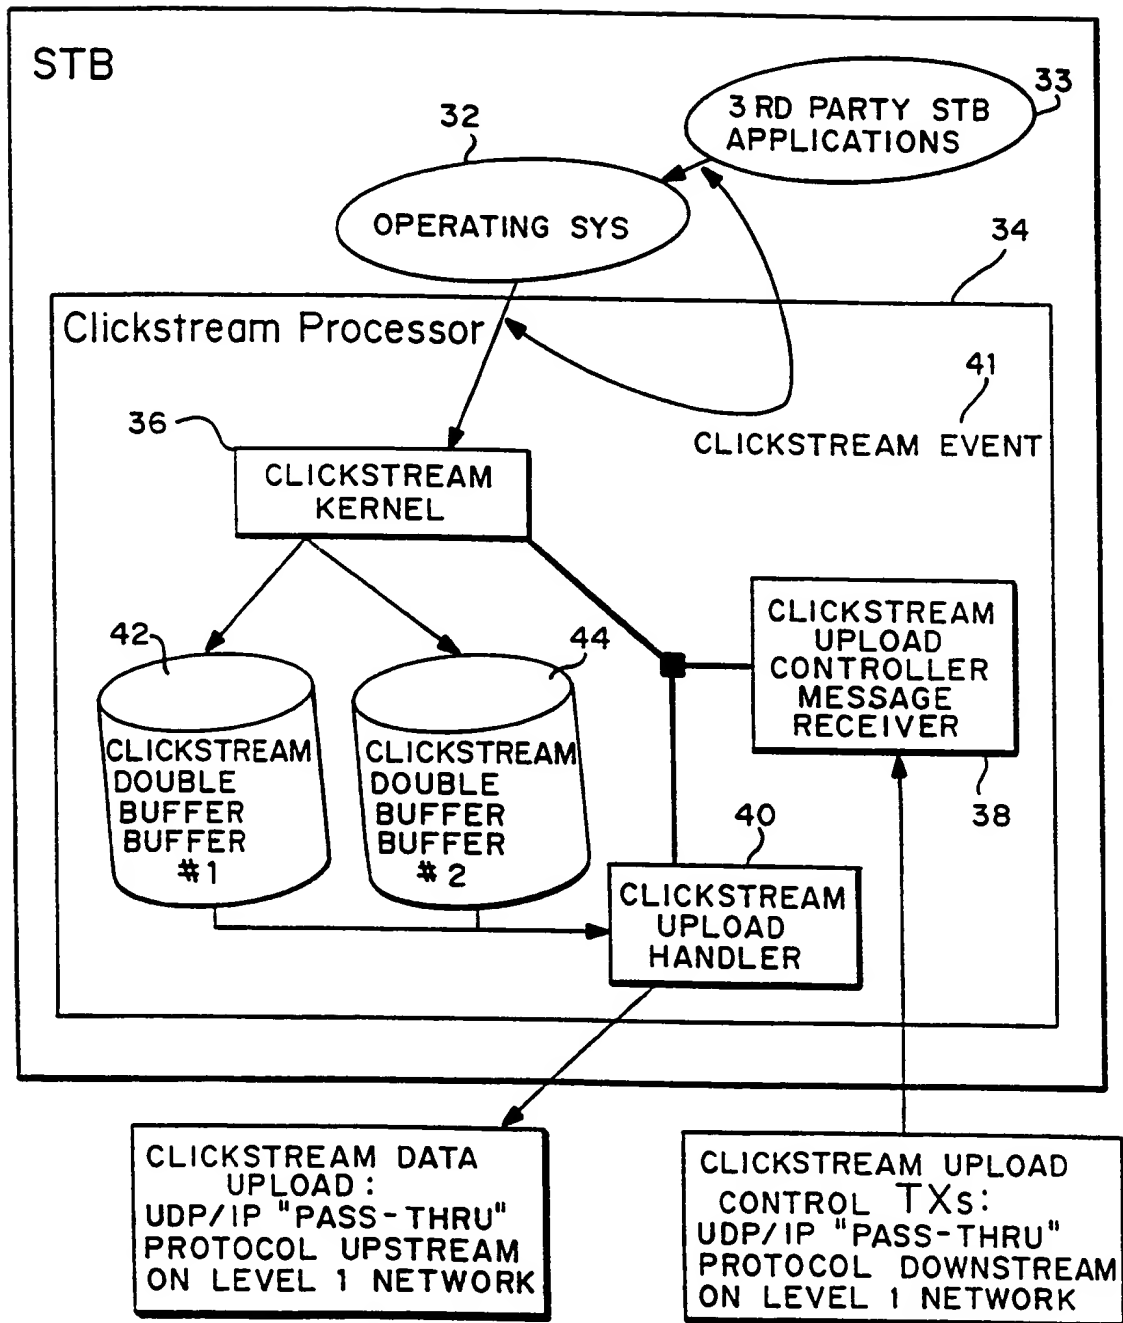 STB
33
3 RD PARTY STB
APPLICATIONS
32
OPERATING SYS
34
Clickstream Processor
41
CLICKSTREAM EVENT
36
CLICKSTREAM
KERNEL
42
CLICKSTREAM
DOUBLE
BUFFER
BUFFER
#1
44
CLICKSTREAM
DOUBLE
BUFFER
BUFFER
#2
CLICKSTREAM
UPLOAD
CONTROLLER
MESSAGE
RECEIVER
38
40
CLICKSTREAM
UPLOAD
HANDLER
CLICKSTREAM DATA
UPLOAD:
UDP/IP "PASS-THRU"
PROTOCOL UPSTREAM
ON LEVEL 1 NETWORK
CLICKSTREAM UPLOAD
CONTROL TXs:
UDP/IP "PASS-THRU"
PROTOCOL DOWNSTREAM
ON LEVEL 1 NETWORK